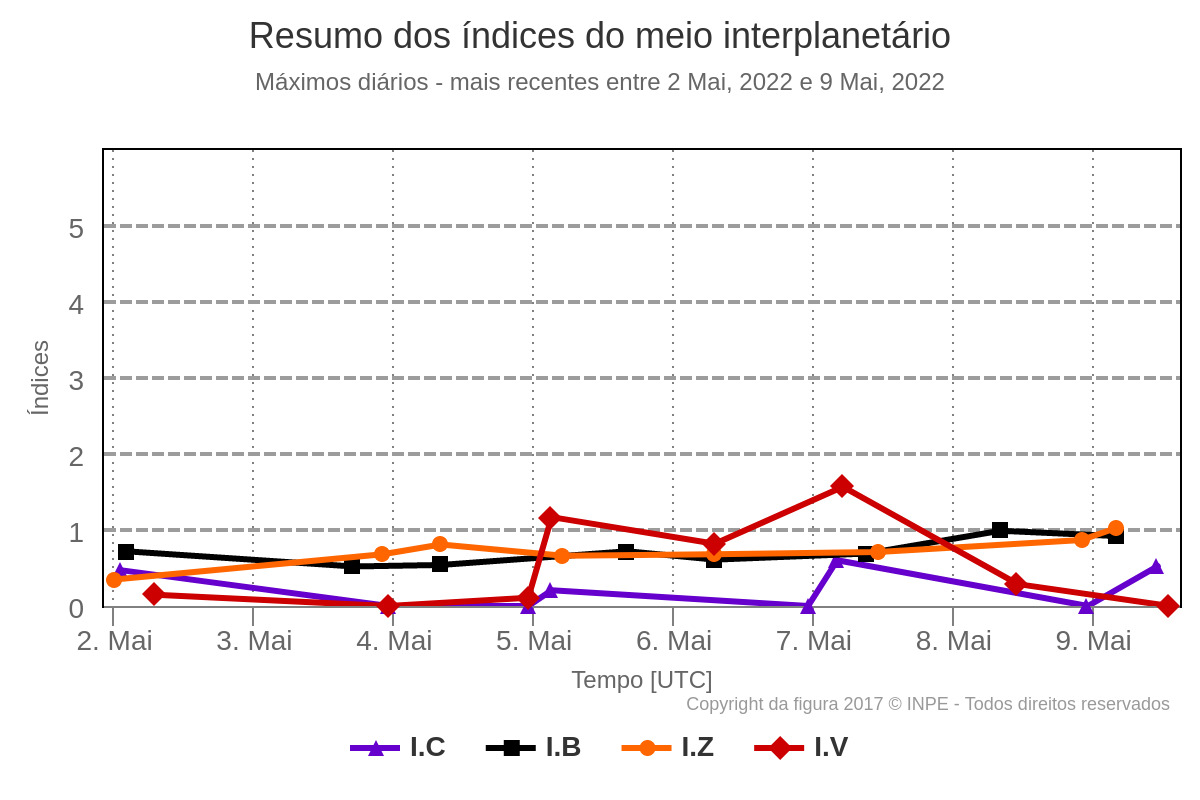 Resumo dos índices do meio interplanetário
Máximos diários - mais recentes entre 2 Mai, 2022 e 9 Mai, 2022
Índices
5
4
3
2
1
0
2. Mai 3. Mai 4. Mai 5. Mai 6. Mai 7. Mai 8. Mai 9. Mai
Tempo [UTC]
Copyright da figura 2017 © INPE - Todos direitos reservados
I.C I.B I.Z I.V